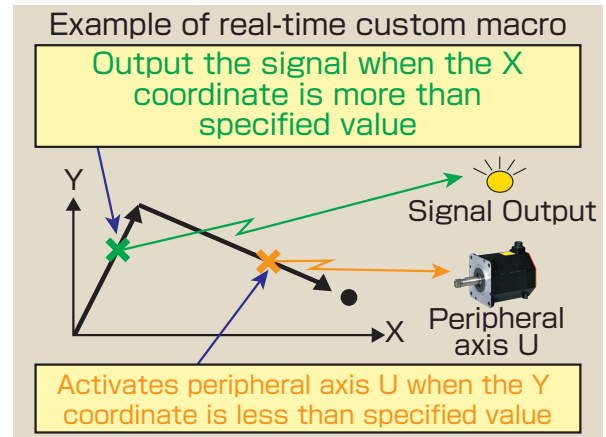 Example of real-time custom macro
Output the signal when the X
coordinate is more than
specified value
Y
Signal Output
X
Peripheral
axis U
Activates peripheral axis U when the Y
coordinate is less than specified value